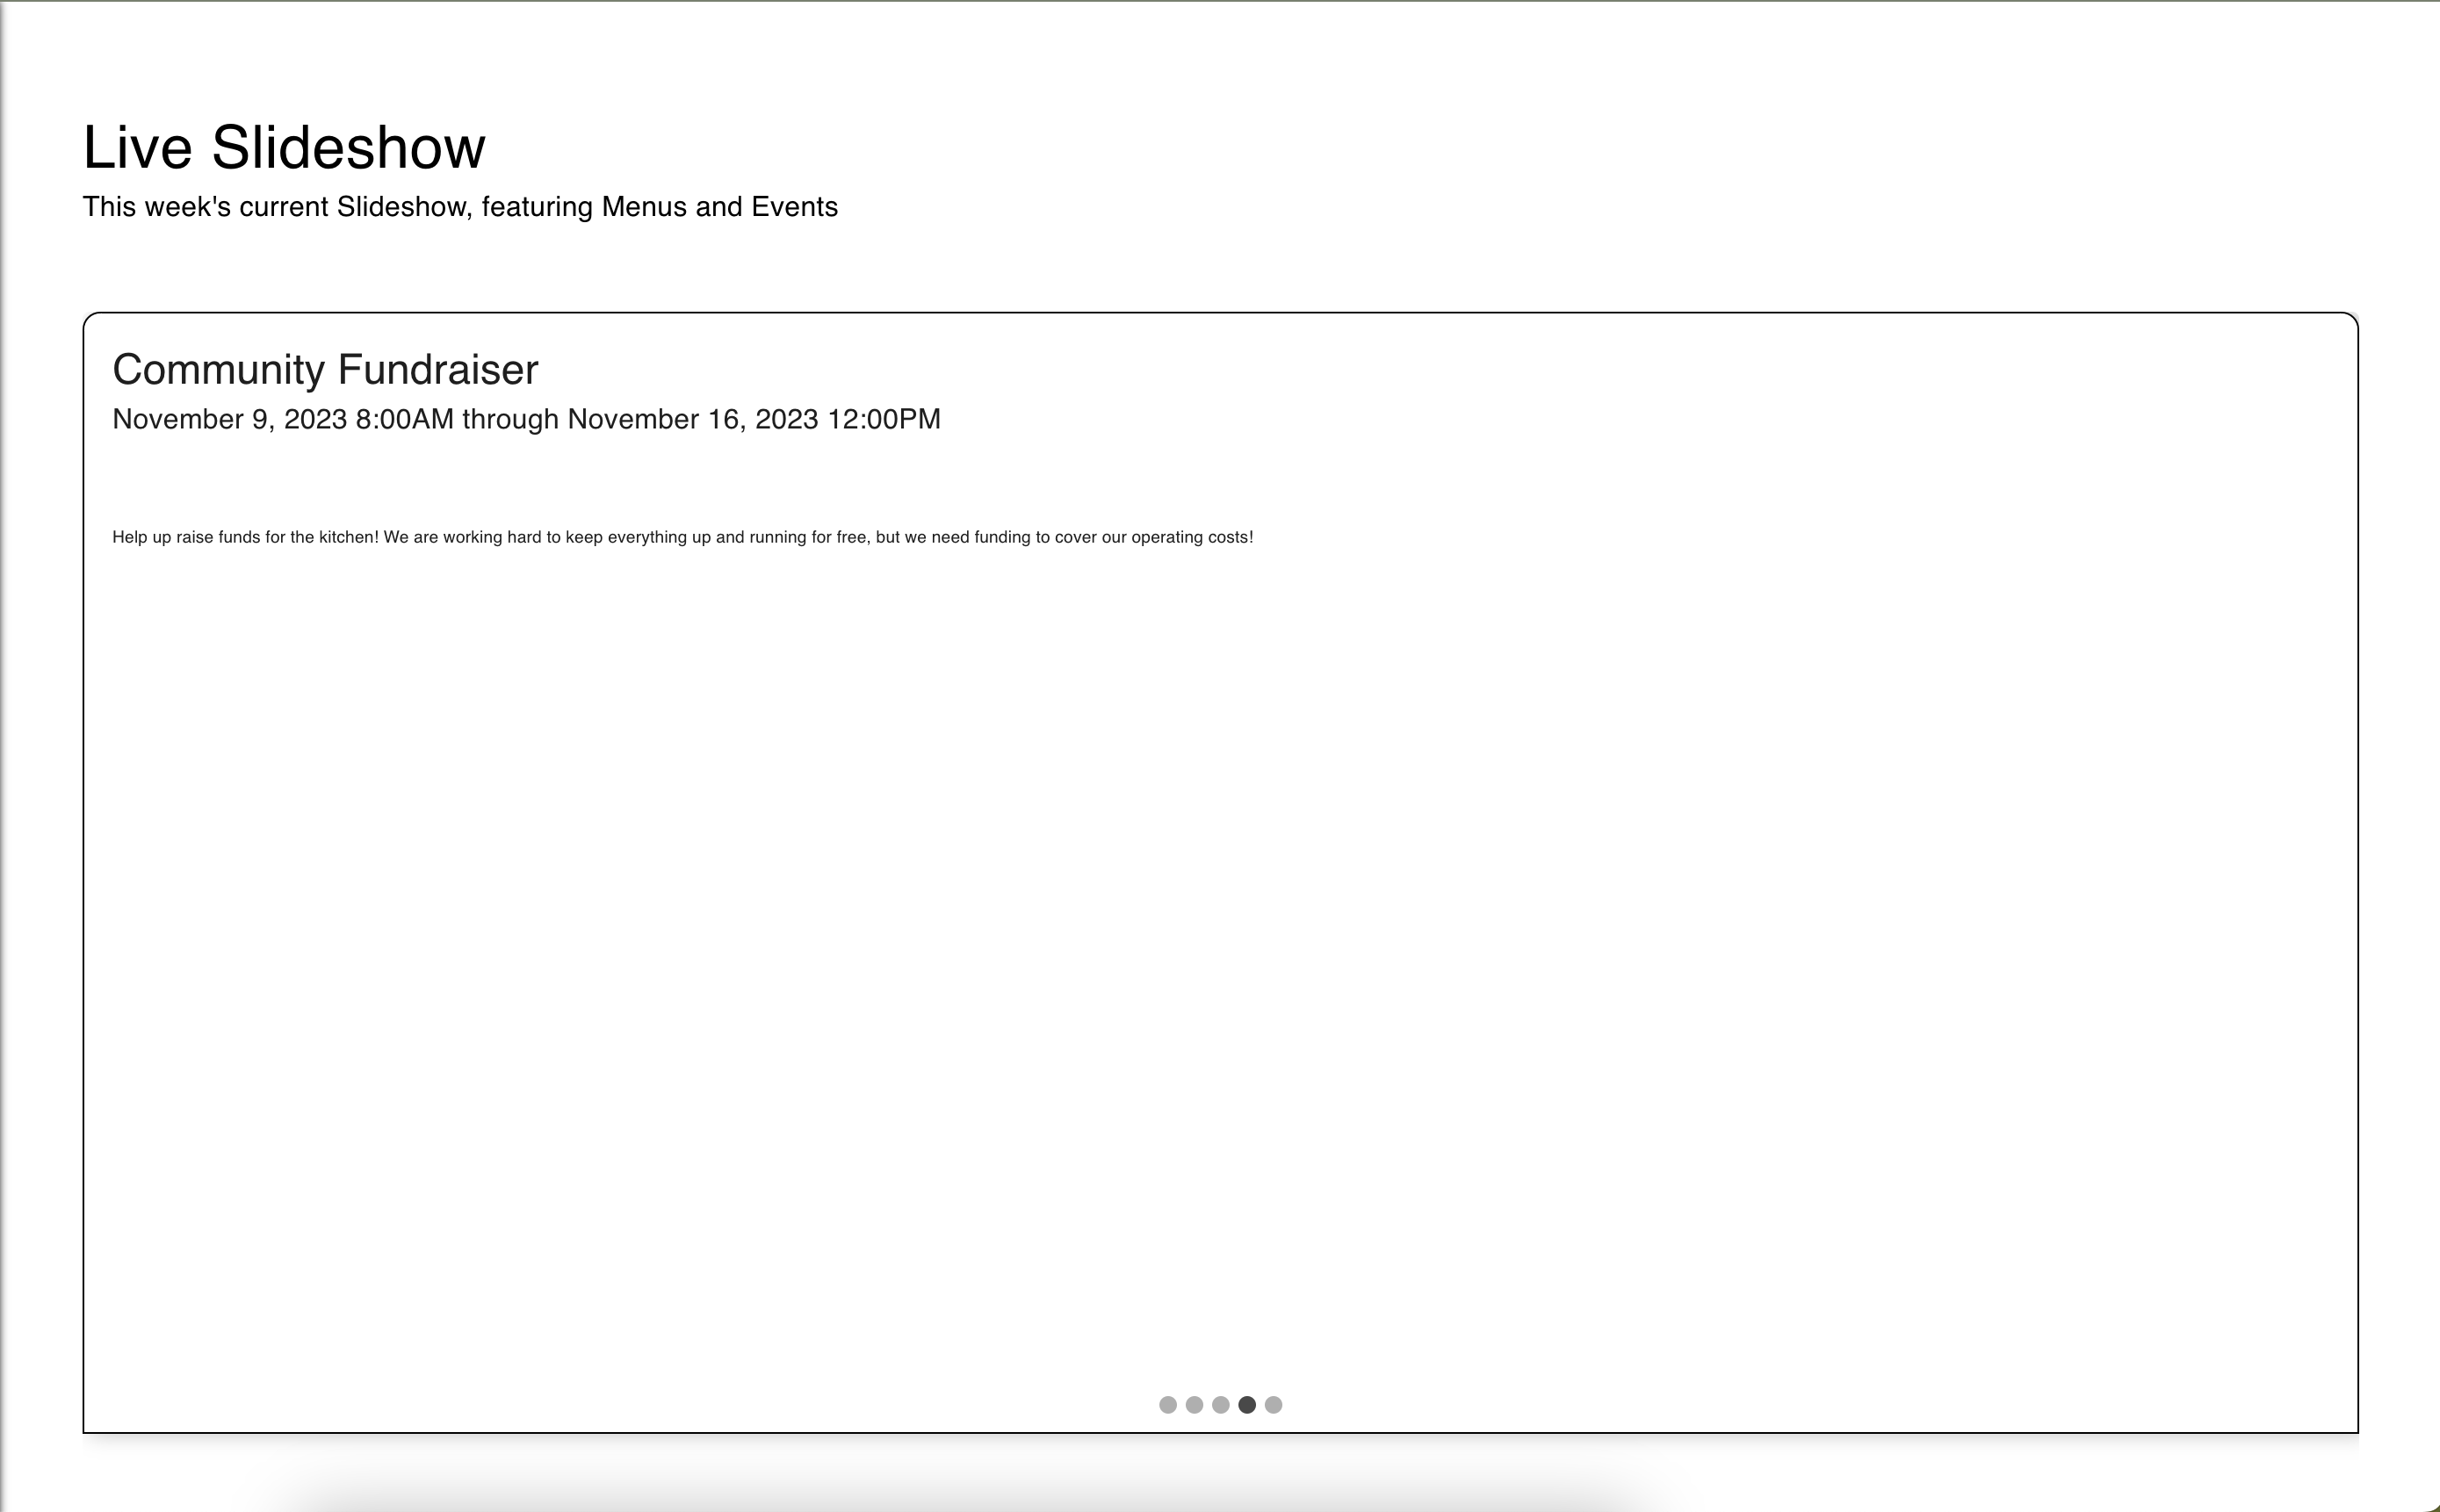 Live Slideshow
This week's current Slideshow, featuring Menus and Events
Community Fundraiser
November 9, 2023 8:00AM through November 16, 2023 12:00PM
Help up raise funds for the kitchen! We are working hard to keep everything up and running for free, but we need funding to cover our operating costs!